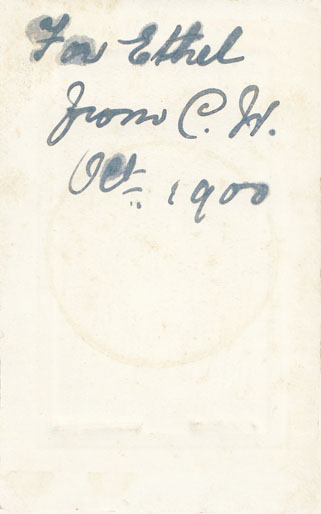 For Ethel
from C. W.
Oct. 1900